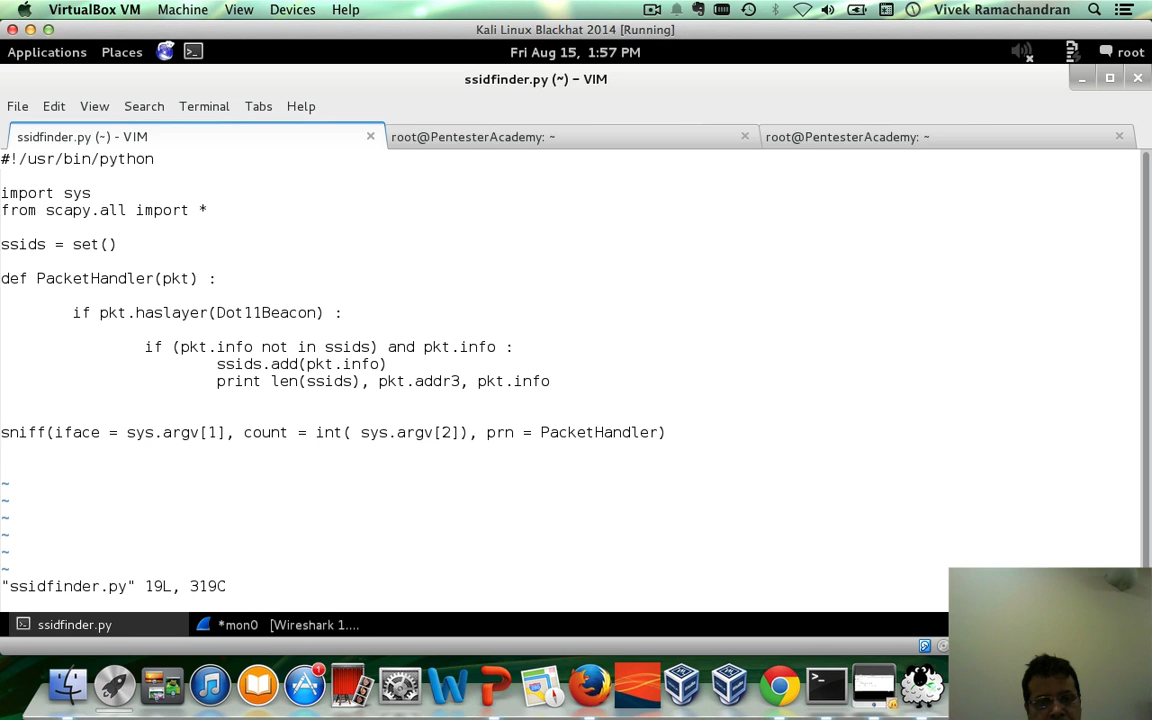 VirtualBox VM Machine View Devices Help Vivek Ramachandran
Kali Linux Blackhat 2014 [Running]
Applications Places Fri Aug 15, 1:57 PM root
ssidfinder.py (~) - VIM
File Edit View Search Terminal Tabs Help
ssidfinder.py (~) - VIM root@PentesterAcademy: ~ root@PentesterAcademy: ~
#!/usr/bin/python
import sys
from scapy.all import *
ssids = set()
def PacketHandler(pkt) :
if pkt.haslayer(Dot11Beacon) :
if (pkt.info not in ssids) and pkt.info :
ssids.add(pkt.info)
print len(ssids), pkt.addr3, pkt.info
sniff(iface = sys.argv[1], count = int( sys.argv[2]), prn = PacketHandler)
~
~
~
~
~
~
"ssidfinder.py" 19L, 319C
ssidfinder.py *mon0 [Wireshark 1....
1